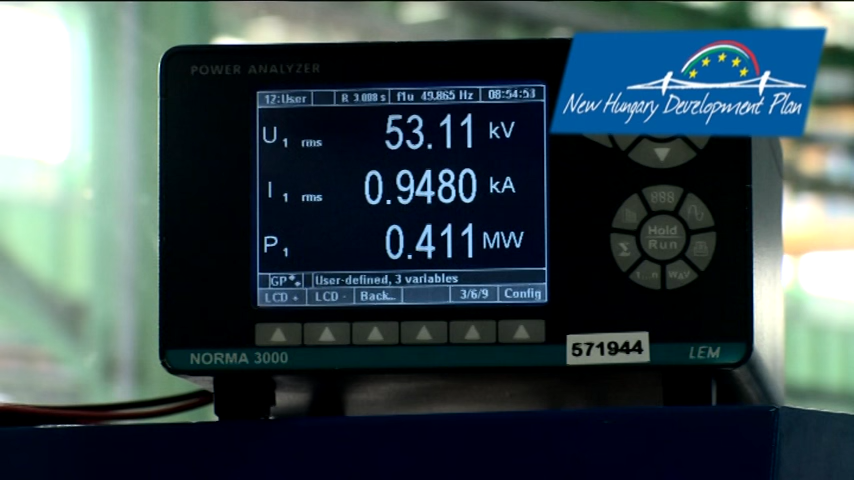 POWER ANALYZER
New Hungary Development Plan
12:User R 3.008 s f1u 49.865 Hz 08:54:53
U1 rms 53.11 kV
I1 rms 0.9480 kA
P1 0.411 MW
GP User-defined, 3 variables
LCD + LCD - Back... 3/6/9 Config
888
Hold
Run
Σ
1...n W∆V
NORMA 3000
571944
LEM